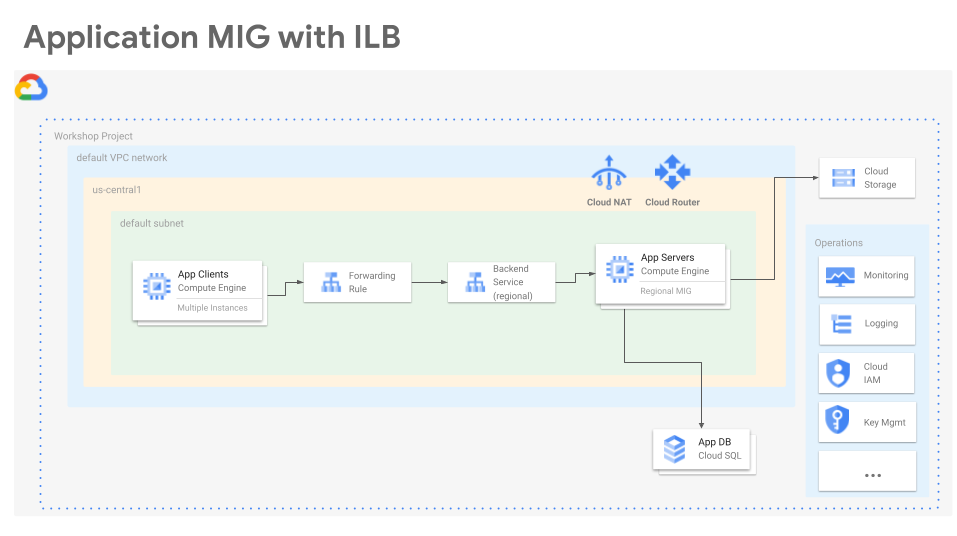 Application MIG with ILB
Workshop Project
default VPC network
us-central1
Cloud NAT
Cloud Router
default subnet
App Clients
Compute Engine
Multiple Instances
Forwarding
Rule
Backend
Service
(regional)
App Servers
Compute Engine
Regional MIG
App DB
Cloud SQL
Cloud
Storage
Operations
Monitoring
Logging
Cloud
IAM
Key Mgmt
...